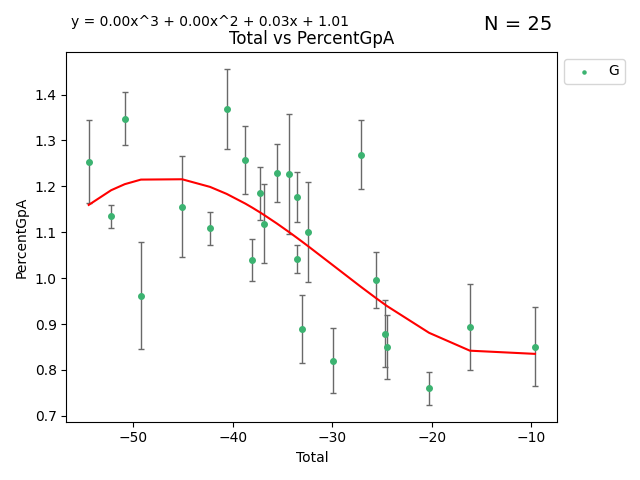 y = 0.00x^3 + 0.00x^2 + 0.03x + 1.01
N = 25
Total vs PercentGpA
G
1.4
1.3
1.2
1.1
1.0
0.9
0.8
0.7
PercentGpA
−50 −40 −30 −20 −10
Total